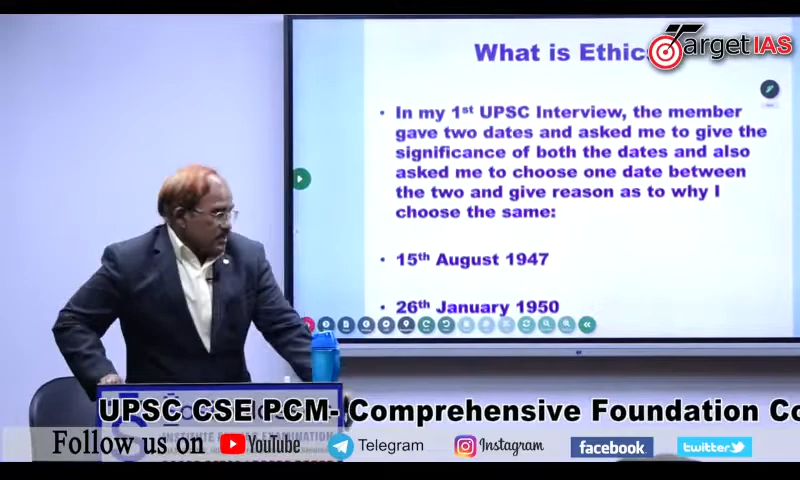 What is Ethic
Target IAS
• In my 1st UPSC Interview, the member
gave two dates and asked me to give the
significance of both the dates and also
asked me to choose one date between
the two and give reason as to why I
choose the same:
• 15th August 1947
• 26th January 1950
UPSC CSE PCM- Comprehensive Foundation Co
Follow us on YouTube Telegram Instagram facebook twitter